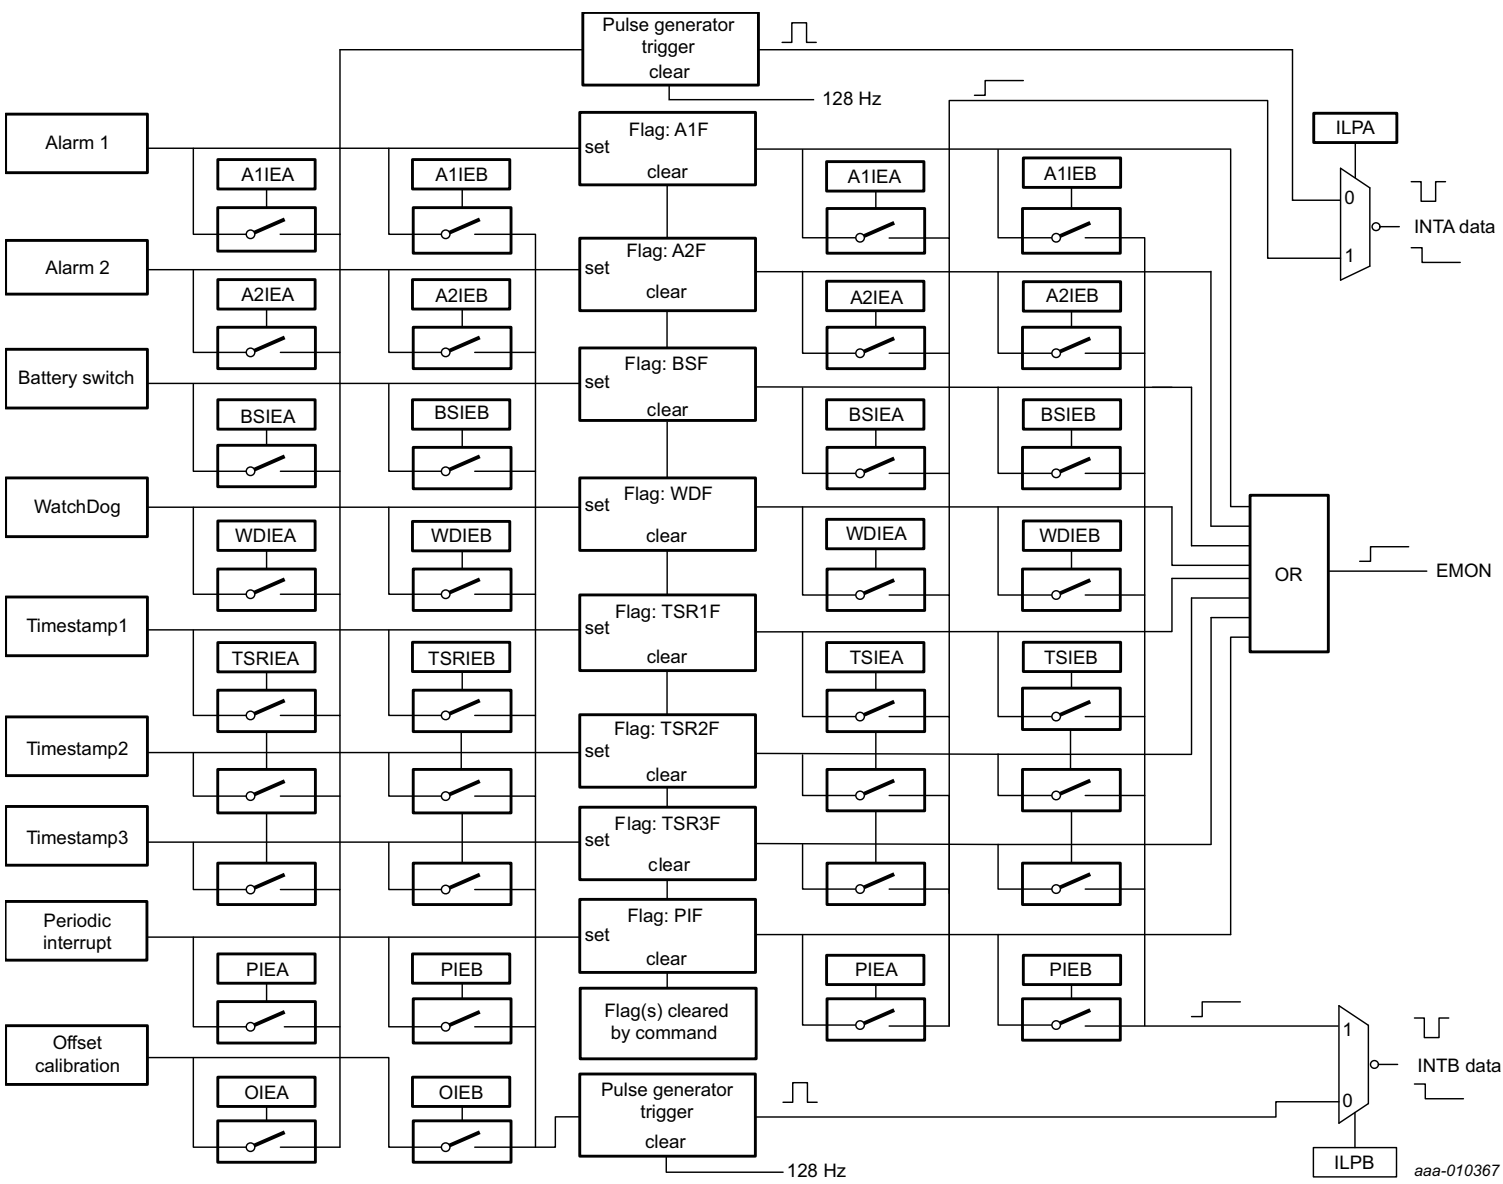 Pulse generator
trigger
clear
128 Hz
Alarm 1
Flag: A1F
set
clear
ILPA
A1IEA
A1IEB
A1IEA
A1IEB
0
INTA data
1
Alarm 2
Flag: A2F
set
clear
A2IEA
A2IEB
A2IEA
A2IEB
Battery switch
Flag: BSF
set
clear
BSIEA
BSIEB
BSIEA
BSIEB
WatchDog
Flag: WDF
set
clear
WDIEA
WDIEB
WDIEA
WDIEB
OR
EMON
Timestamp1
Flag: TSR1F
set
clear
TSRIEA
TSRIEB
TSIEA
TSIEB
Timestamp2
Flag: TSR2F
set
clear
Timestamp3
Flag: TSR3F
set
clear
Periodic
interrupt
Flag: PIF
set
clear
PIEA
PIEB
PIEA
PIEB
Flag(s) cleared
by command
Offset
calibration
1
INTB data
0
OIEA
OIEB
Pulse generator
trigger
clear
128 Hz
ILPB
aaa-010367